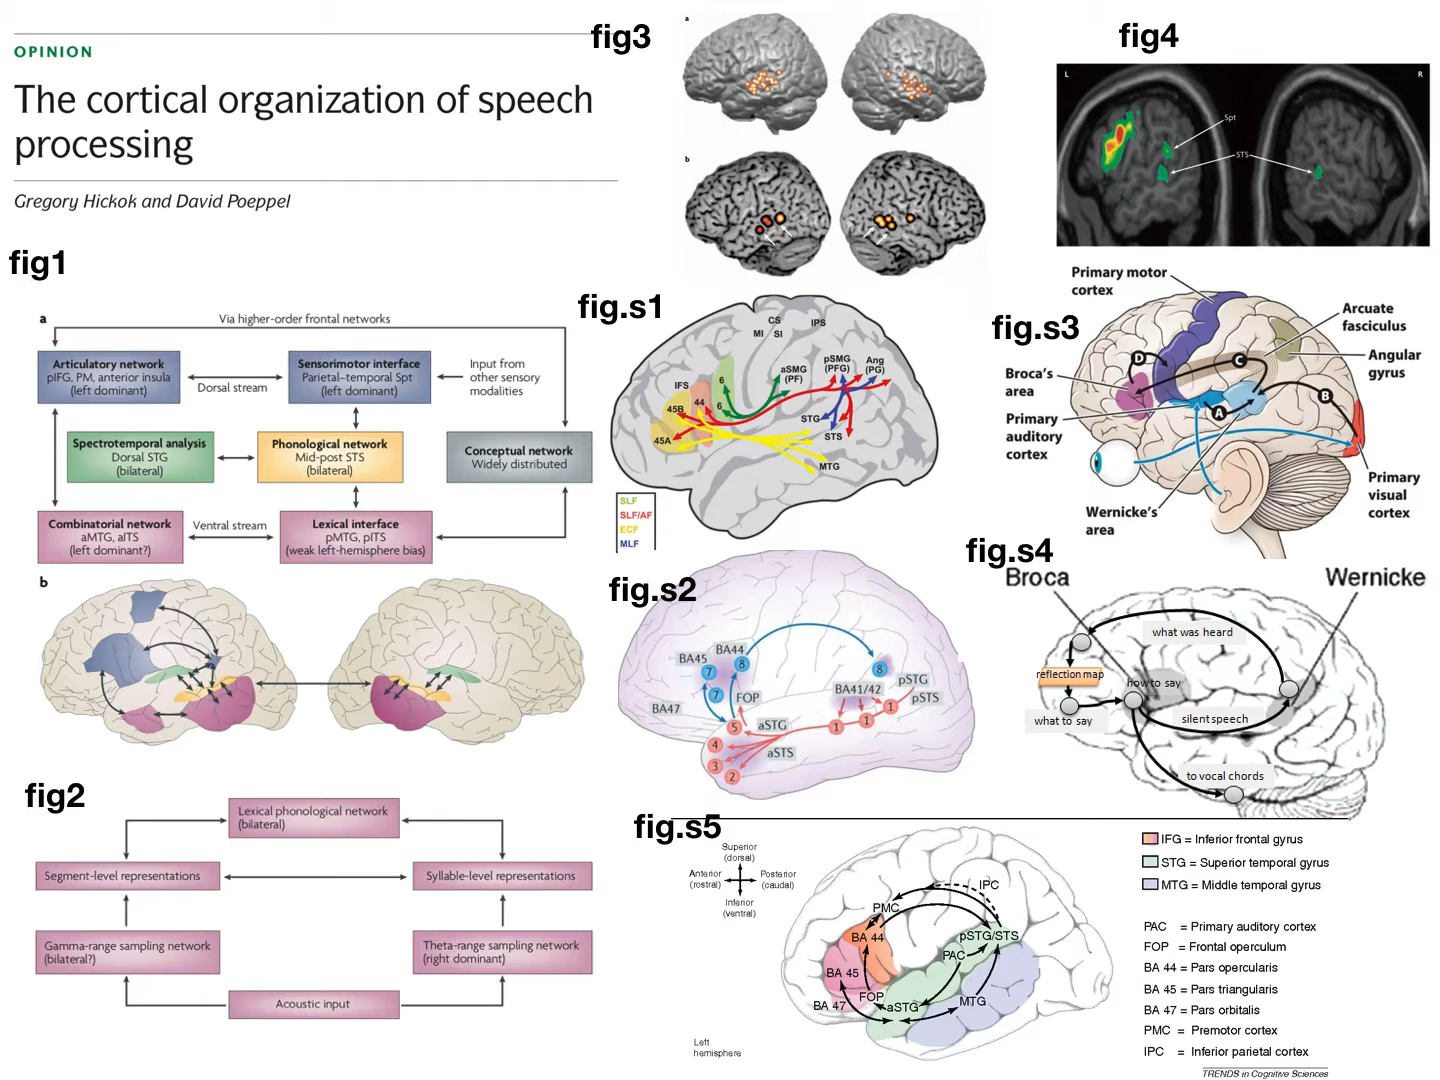 OPINION
The cortical organization of speech
processing
Gregory Hickok and David Poeppel
fig1
a
Via higher-order frontal networks
Articulatory network
pIFG, PM, anterior insula
(left dominant)
Dorsal stream
Sensorimotor interface
Parietal–temporal Spt
(left dominant)
Input from
other sensory
modalities
Spectrotemporal analysis
Dorsal STG
(bilateral)
Phonological network
Mid-post STS
(bilateral)
Conceptual network
Widely distributed
Combinatorial network
aMTG, aITS
(left dominant?)
Ventral stream
Lexical interface
pMTG, pITS
(weak left-hemisphere bias)
b
fig2
Lexical phonological network
(bilateral)
Segment-level representations
Syllable-level representations
Gamma-range sampling network
(bilateral?)
Theta-range sampling network
(right dominant)
Acoustic input
fig3
a
b
fig4
L
R
Spt
STS
fig.s1
CS
MI
SI
IPS
IFS
6
6
44
45B
45A
aSMG
(PF)
pSMG
(PFG)
Ang
(PG)
STG
STS
MTG
SLF
SLF/AF
ECF
MLF
fig.s2
BA45
BA44
7
8
7
8
BA47
FOP
BA41/42
pSTG
pSTS
aSTG
aSTS
5
4
3
2
1
1
1
fig.s3
Primary motor
cortex
Arcuate
fasciculus
Angular
gyrus
Broca's
area
Primary
auditory
cortex
D
C
A
B
Wernicke's
area
Primary
visual
cortex
fig.s4
Broca
Wernicke
what was heard
reflection map
how to say
what to say
silent speech
to vocal chords
fig.s5
Superior
(dorsal)
Anterior
(rostral)
Posterior
(caudal)
Inferior
(ventral)
IPC
PMC
BA 44
pSTG/STS
PAC
BA 45
FOP
BA 47
aSTG
MTG
Left
hemisphere
IFG = Inferior frontal gyrus
STG = Superior temporal gyrus
MTG = Middle temporal gyrus
PAC = Primary auditory cortex
FOP = Frontal operculum
BA 44 = Pars opercularis
BA 45 = Pars triangularis
BA 47 = Pars orbitalis
PMC = Premotor cortex
IPC = Inferior parietal cortex
TRENDS in Cognitive Sciences